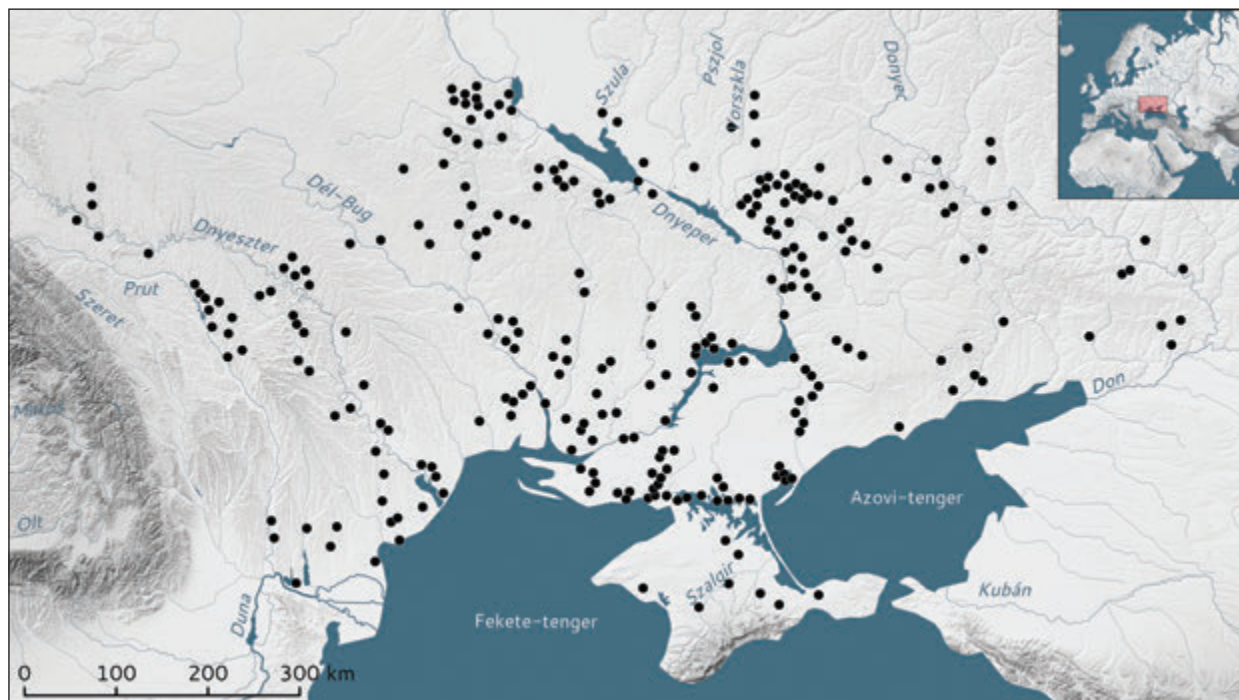 Szula
Pszjol
Vorszkla
Donyec
Dél-Bug
Dnyeper
Dnyeszter
Prut
Szeret
Maros
Don
Azovi-tenger
Olt
Szalgir
Kubán
Duna
Fekete-tenger
0 100 200 300 km